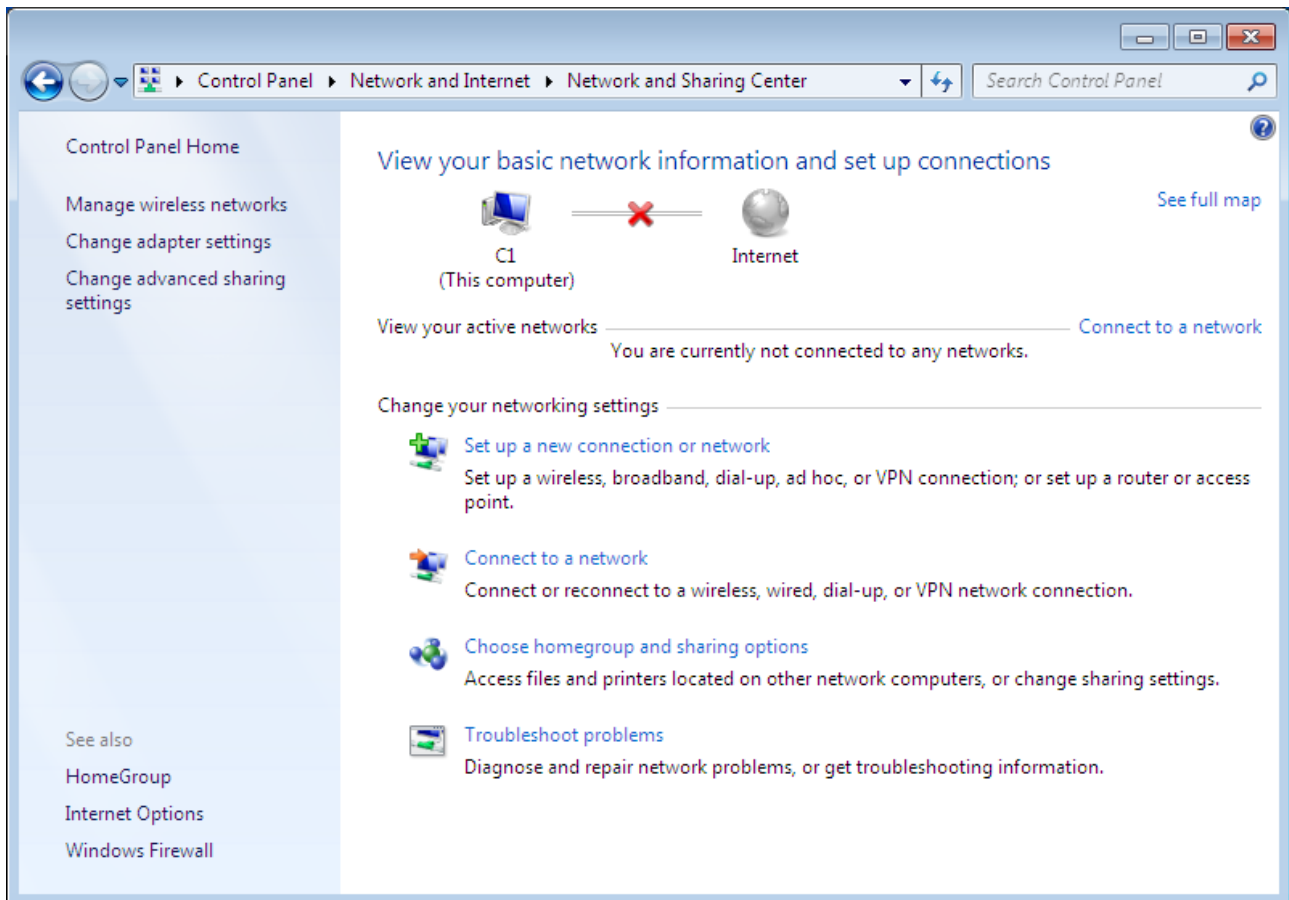 Control Panel Network and Internet Network and Sharing Center Search Control Panel
Control Panel Home
Manage wireless networks
Change adapter settings
Change advanced sharing
settings
See also
HomeGroup
Internet Options
Windows Firewall
View your basic network information and set up connections
See full map
C1
(This computer)
Internet
View your active networks Connect to a network
You are currently not connected to any networks.
Change your networking settings
Set up a new connection or network
Set up a wireless, broadband, dial-up, ad hoc, or VPN connection; or set up a router or access
point.
Connect to a network
Connect or reconnect to a wireless, wired, dial-up, or VPN network connection.
Choose homegroup and sharing options
Access files and printers located on other network computers, or change sharing settings.
Troubleshoot problems
Diagnose and repair network problems, or get troubleshooting information.